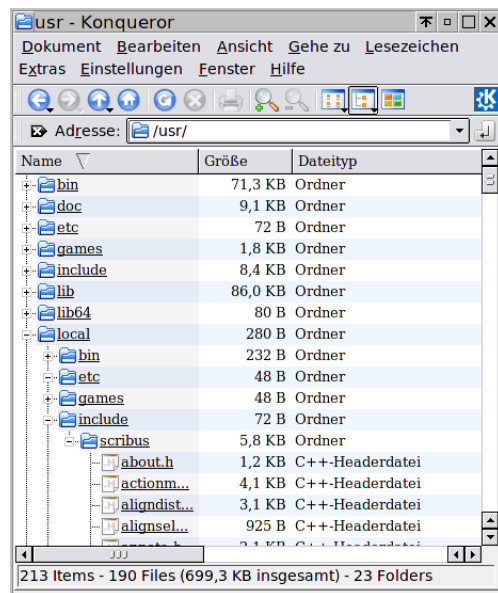 usr - Konqueror
Dokument Bearbeiten Ansicht Gehe zu Lesezeichen
Extras Einstellungen Fenster Hilfe
Adresse: /usr/
Name Größe Dateityp
bin 71,3 KB Ordner
doc 9,1 KB Ordner
etc 72 B Ordner
games 1,8 KB Ordner
include 8,4 KB Ordner
lib 86,0 KB Ordner
lib64 80 B Ordner
local 280 B Ordner
bin 232 B Ordner
etc 48 B Ordner
games 48 B Ordner
include 72 B Ordner
scribus 5,8 KB Ordner
about.h 1,2 KB C++-Headerdatei
actionm... 4,1 KB C++-Headerdatei
aligndist... 3,1 KB C++-Headerdatei
alignsel... 925 B C++-Headerdatei
213 Items - 190 Files (699,3 KB insgesamt) - 23 Folders